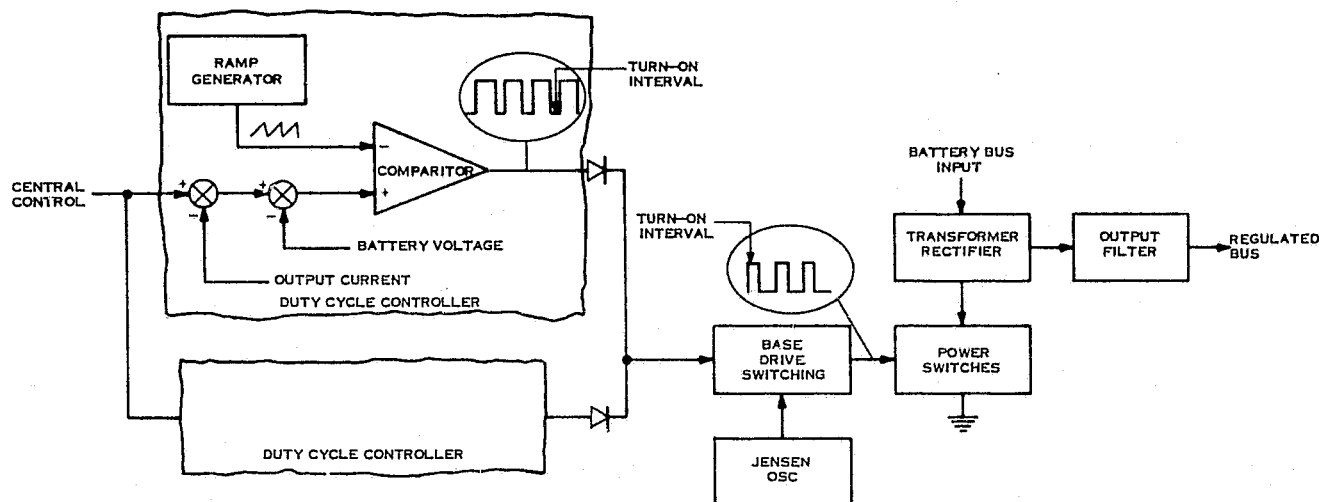 RAMP
GENERATOR
TURN-ON
INTERVAL
−
COMPARITOR
+
CENTRAL
CONTROL
+
−
+
−
BATTERY VOLTAGE
OUTPUT CURRENT
DUTY CYCLE CONTROLLER
TURN-ON
INTERVAL
BATTERY BUS
INPUT
TRANSFORMER
RECTIFIER
OUTPUT
FILTER
REGULATED
BUS
BASE
DRIVE
SWITCHING
POWER
SWITCHES
DUTY CYCLE CONTROLLER
JENSEN
OSC